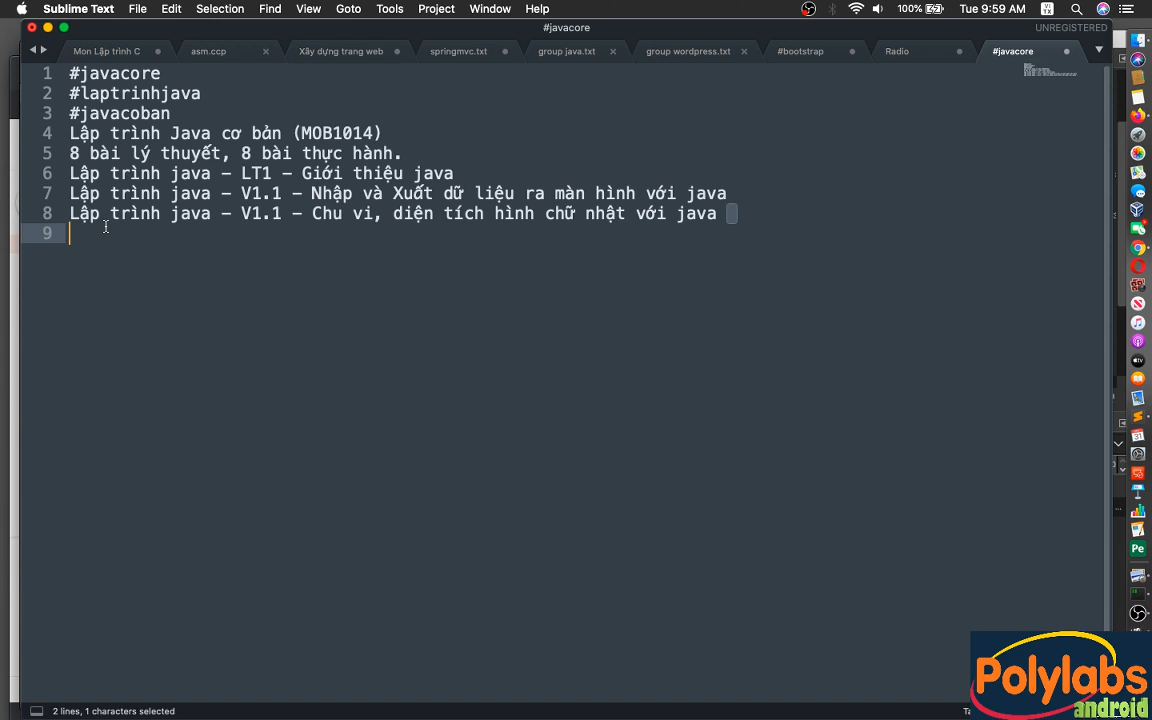 Sublime Text File Edit Selection Find View Goto Tools Project Window Help 100% VI TX Tue 9:59 AM
#javacore UNREGISTERED
Mon Lập trình C asm.ccp Xây dựng trang web springmvc.txt group java.txt group wordpress.txt #bootstrap Radio #javacore
1 #javacore
2 #laptrinhjava
3 #javacoban
4 Lập trình Java cơ bản (MOB1014)
5 8 bài lý thuyết, 8 bài thực hành.
6 Lập trình java - LT1 - Giới thiệu java
7 Lập trình java - V1.1 - Nhập và Xuất dữ liệu ra màn hình với java
8 Lập trình java - V1.1 - Chu vi, diện tích hình chữ nhật với java
9
Pe
Polylabs
android
2 lines, 1 characters selected